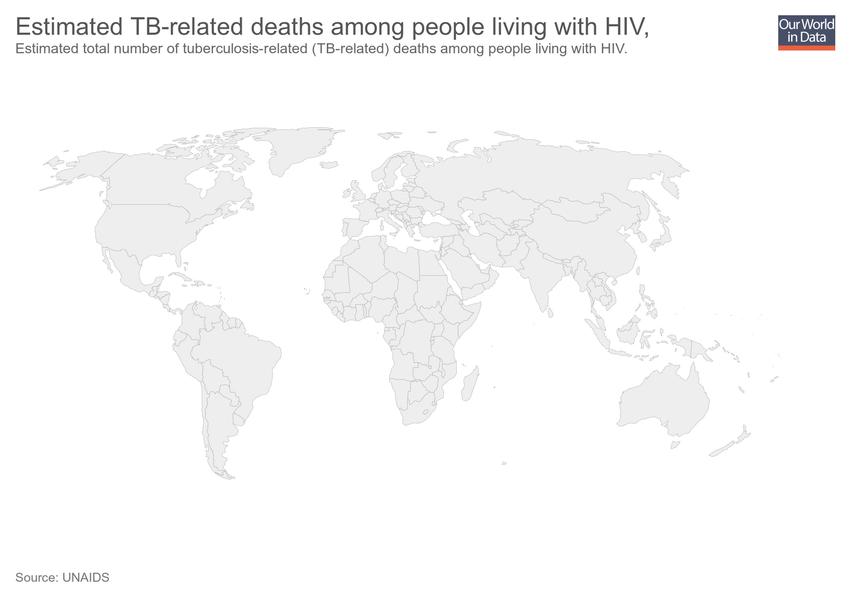 Estimated TB-related deaths among people living with HIV,
Estimated total number of tuberculosis-related (TB-related) deaths among people living with HIV.
Our World
in Data
Source: UNAIDS